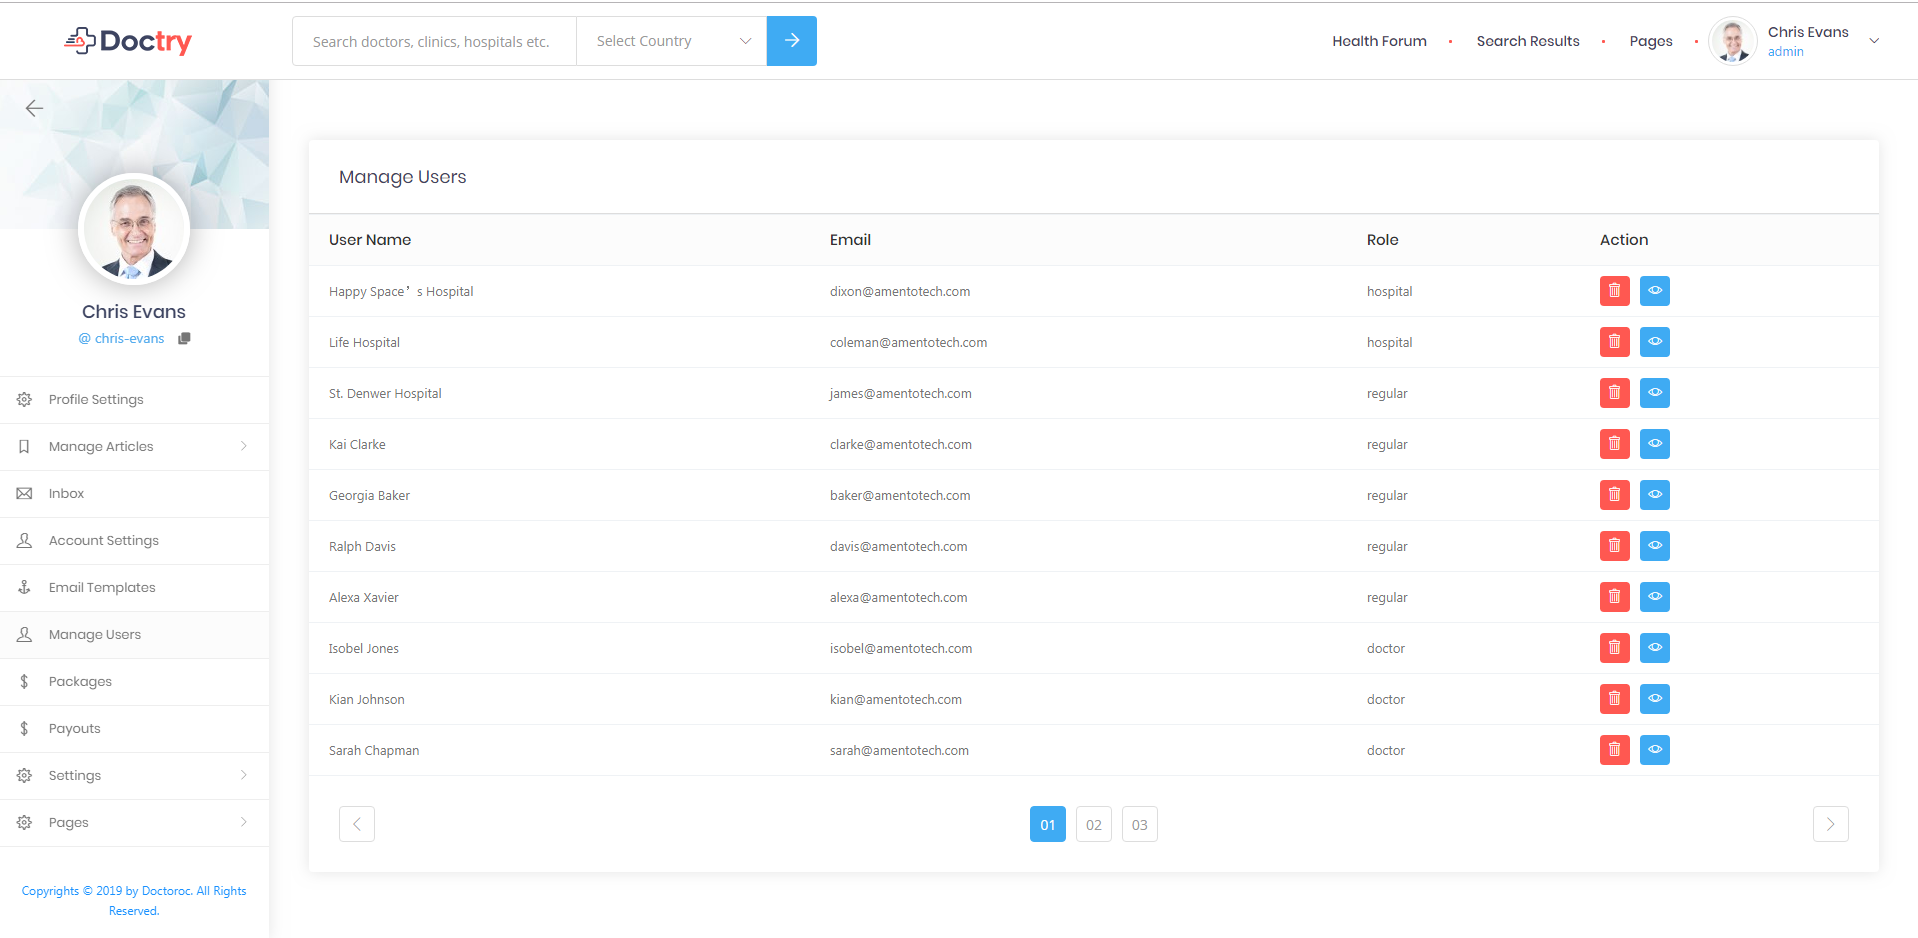 Doctry
Search doctors, clinics, hospitals etc.
Select Country
Health Forum
Search Results
Pages
Chris Evans
admin
Chris Evans
@ chris-evans
Profile Settings
Manage Articles
Inbox
Account Settings
Email Templates
Manage Users
Packages
Payouts
Settings
Pages
Copyrights © 2019 by Doctoroc. All Rights
Reserved.
Manage Users
User Name Email Role Action
Happy Space’s Hospital dixon@amentotech.com hospital
Life Hospital coleman@amentotech.com hospital
St. Denwer Hospital james@amentotech.com regular
Kai Clarke clarke@amentotech.com regular
Georgia Baker baker@amentotech.com regular
Ralph Davis davis@amentotech.com regular
Alexa Xavier alexa@amentotech.com regular
Isobel Jones isobel@amentotech.com doctor
Kian Johnson kian@amentotech.com doctor
Sarah Chapman sarah@amentotech.com doctor
01 02 03